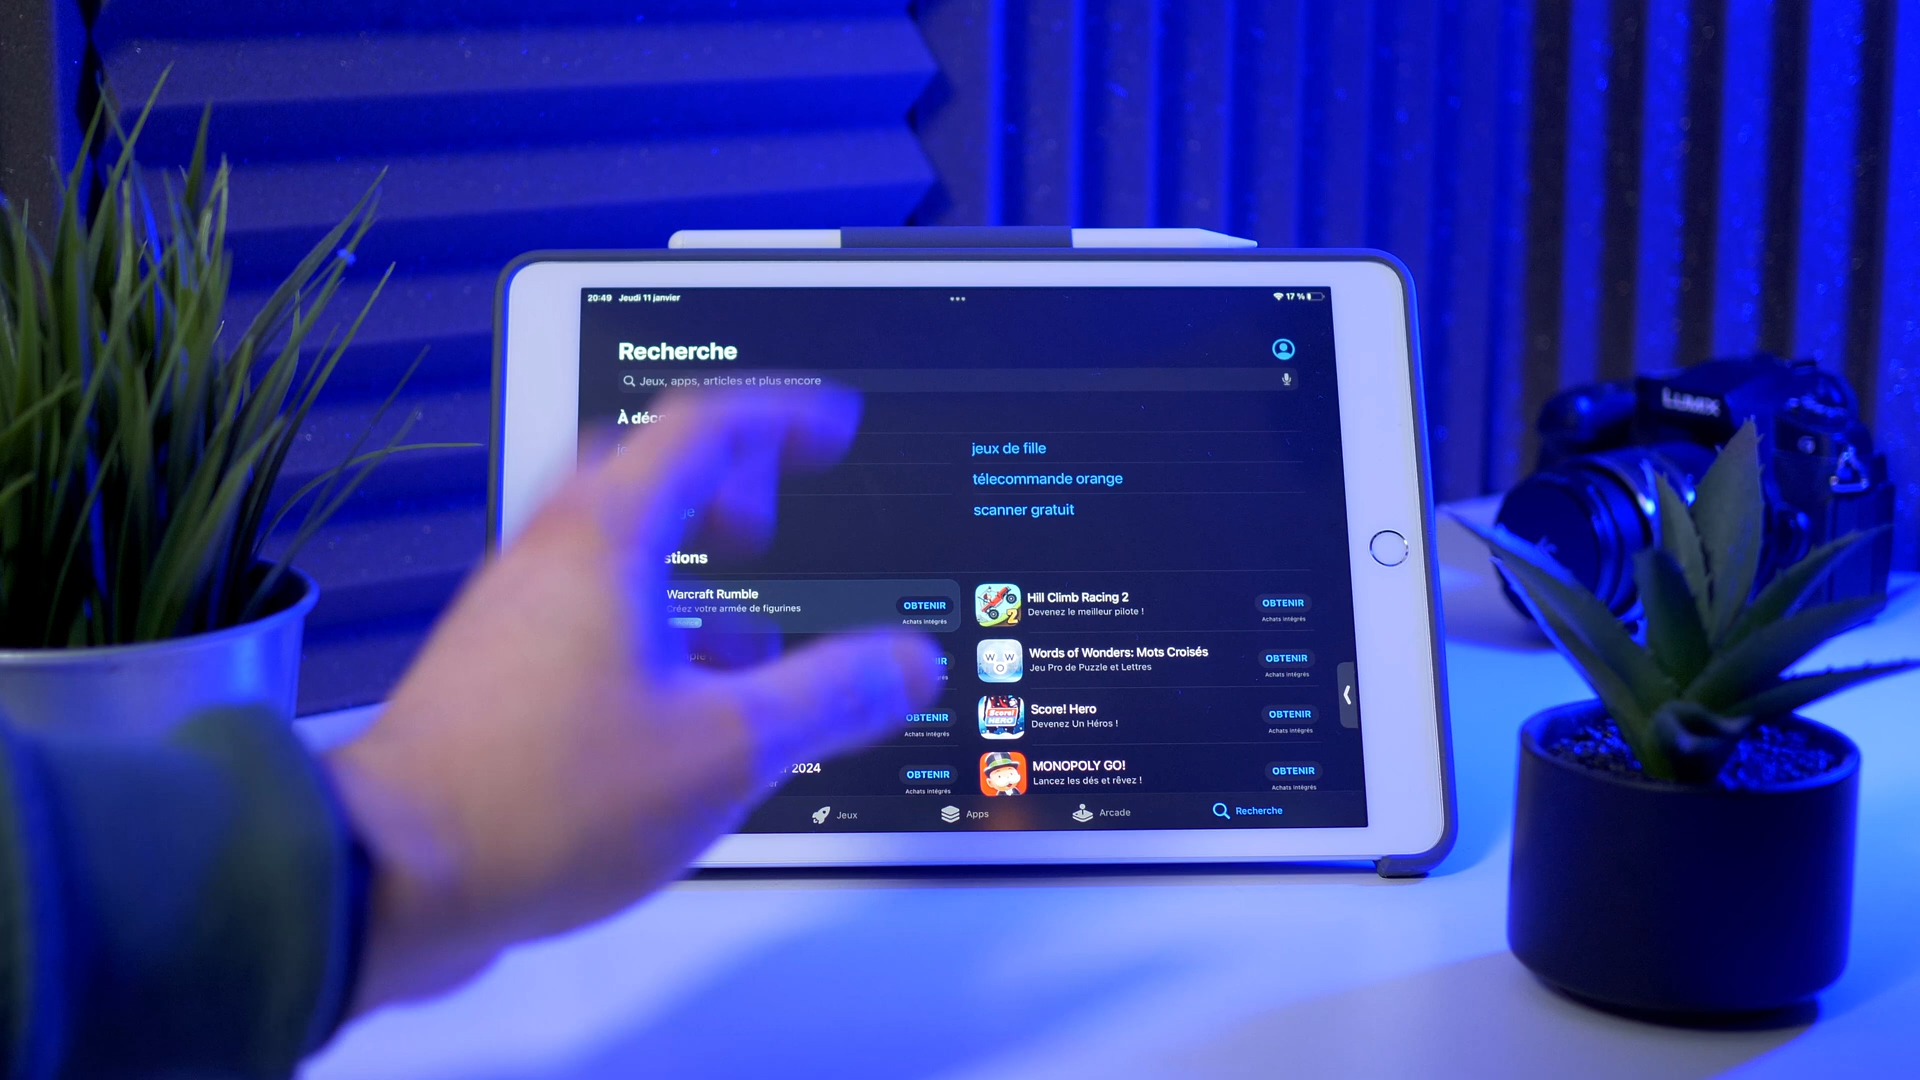 20:49 Jeudi 11 janvier
17 %
Recherche
Jeux, apps, articles et plus encore
À
jeux de fille
télécommande orange
scanner gratuit
Warcraft Rumble
Créez votre armée de figurines
OBTENIR
Achats intégrés
Hill Climb Racing 2
Devenez le meilleur pilote !
OBTENIR
Achats intégrés
Words of Wonders: Mots Croisés
Jeu Pro de Puzzle et Lettres
OBTENIR
Achats intégrés
OBTENIR
Achats intégrés
Score! Hero
Devenez Un Héros !
OBTENIR
Achats intégrés
2024
OBTENIR
Achats intégrés
MONOPOLY GO!
Lancez les dés et rêvez !
OBTENIR
Achats intégrés
Jeux
Apps
Arcade
Recherche
LUMIX